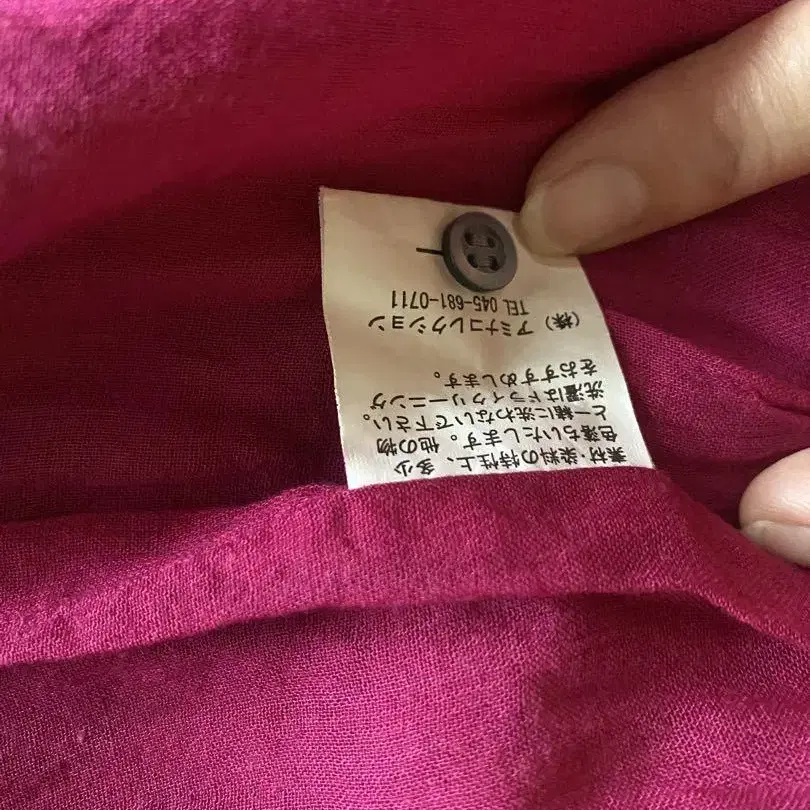 素材・染料の特性上、多少
色落ちいたします。他の物
と一緒に洗わないで下さい。
洗濯はドライクリーニング
をおすすめします。
(株) アミナコレクション
TEL 045-681-0711